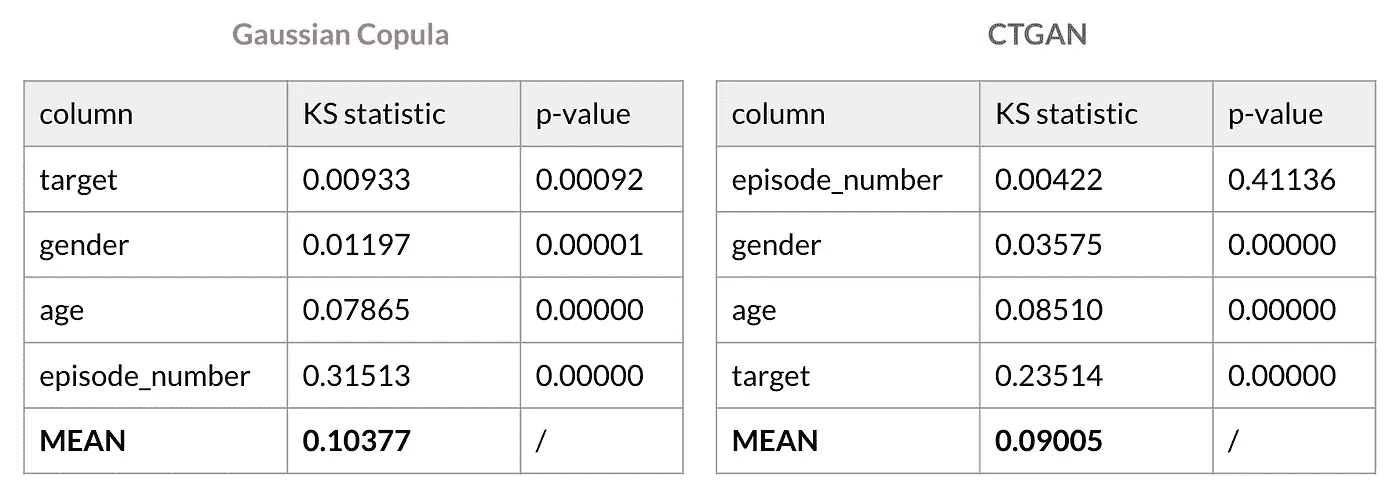 Gaussian Copula
column KS statistic p-value
target 0.00933 0.00092
gender 0.01197 0.00001
age 0.07865 0.00000
episode_number 0.31513 0.00000
MEAN 0.10377 /
CTGAN
column KS statistic p-value
episode_number 0.00422 0.41136
gender 0.03575 0.00000
age 0.08510 0.00000
target 0.23514 0.00000
MEAN 0.09005 /